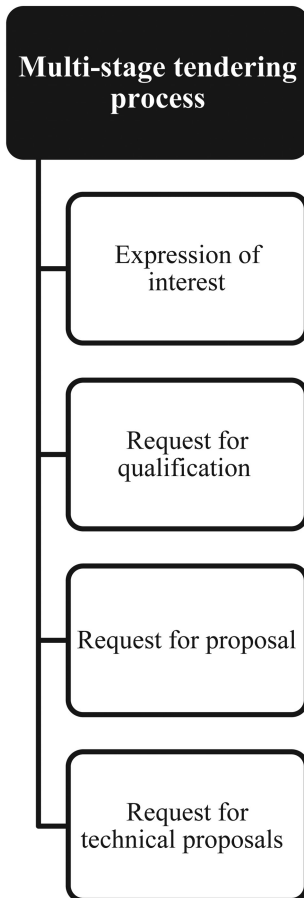 Multi-stage tendering
process
Expression of
interest
Request for
qualification
Request for proposal
Request for
technical proposals